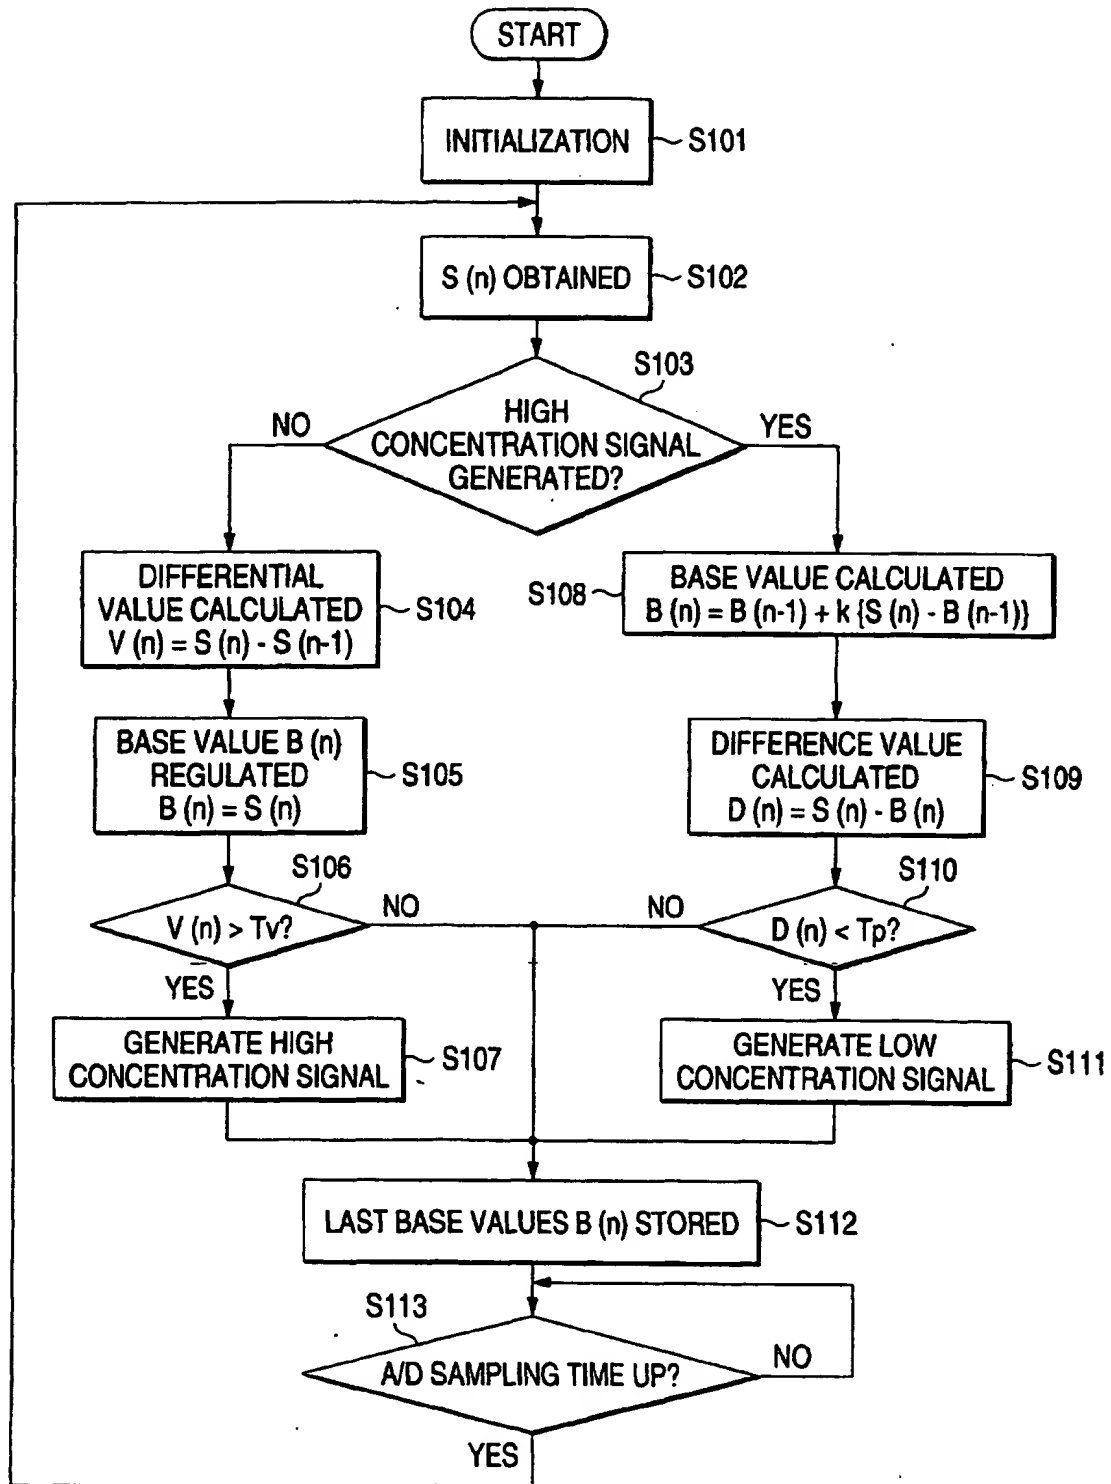 START
INITIALIZATION
S101
S (n) OBTAINED
S102
S103
HIGH
CONCENTRATION SIGNAL
GENERATED?
NO
YES
DIFFERENTIAL
VALUE CALCULATED
V (n) = S (n) - S (n-1)
S104
S108
BASE VALUE CALCULATED
B (n) = B (n-1) + k {S (n) - B (n-1)}
BASE VALUE B (n)
REGULATED
B (n) = S (n)
S105
DIFFERENCE VALUE
CALCULATED
D (n) = S (n) - B (n)
S109
S106
V (n) > Tv?
NO
YES
S110
NO
D (n) < Tp?
YES
GENERATE HIGH
CONCENTRATION SIGNAL
S107
GENERATE LOW
CONCENTRATION SIGNAL
S111
LAST BASE VALUES B (n) STORED
S112
S113
A/D SAMPLING TIME UP?
NO
YES